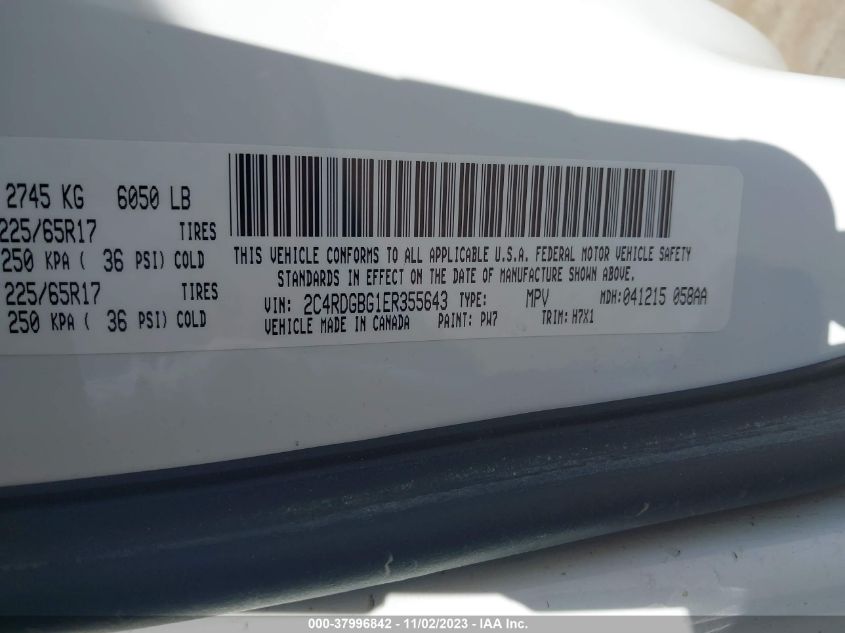 2745 KG 6050 LB
225/65R17 TIRES
250 KPA ( 36 PSI) COLD
225/65R17 TIRES
250 KPA ( 36 PSI) COLD
THIS VEHICLE CONFORMS TO ALL APPLICABLE U.S.A. FEDERAL MOTOR VEHICLE SAFETY
STANDARDS IN EFFECT ON THE DATE OF MANUFACTURE SHOWN ABOVE.
VIN: 2C4RDGBG1ER355643 TYPE: MPV MDH:041215 058AA
VEHICLE MADE IN CANADA PAINT: PW7 TRIM: H7X1
000-37996842 - 11/02/2023 - IAA Inc.